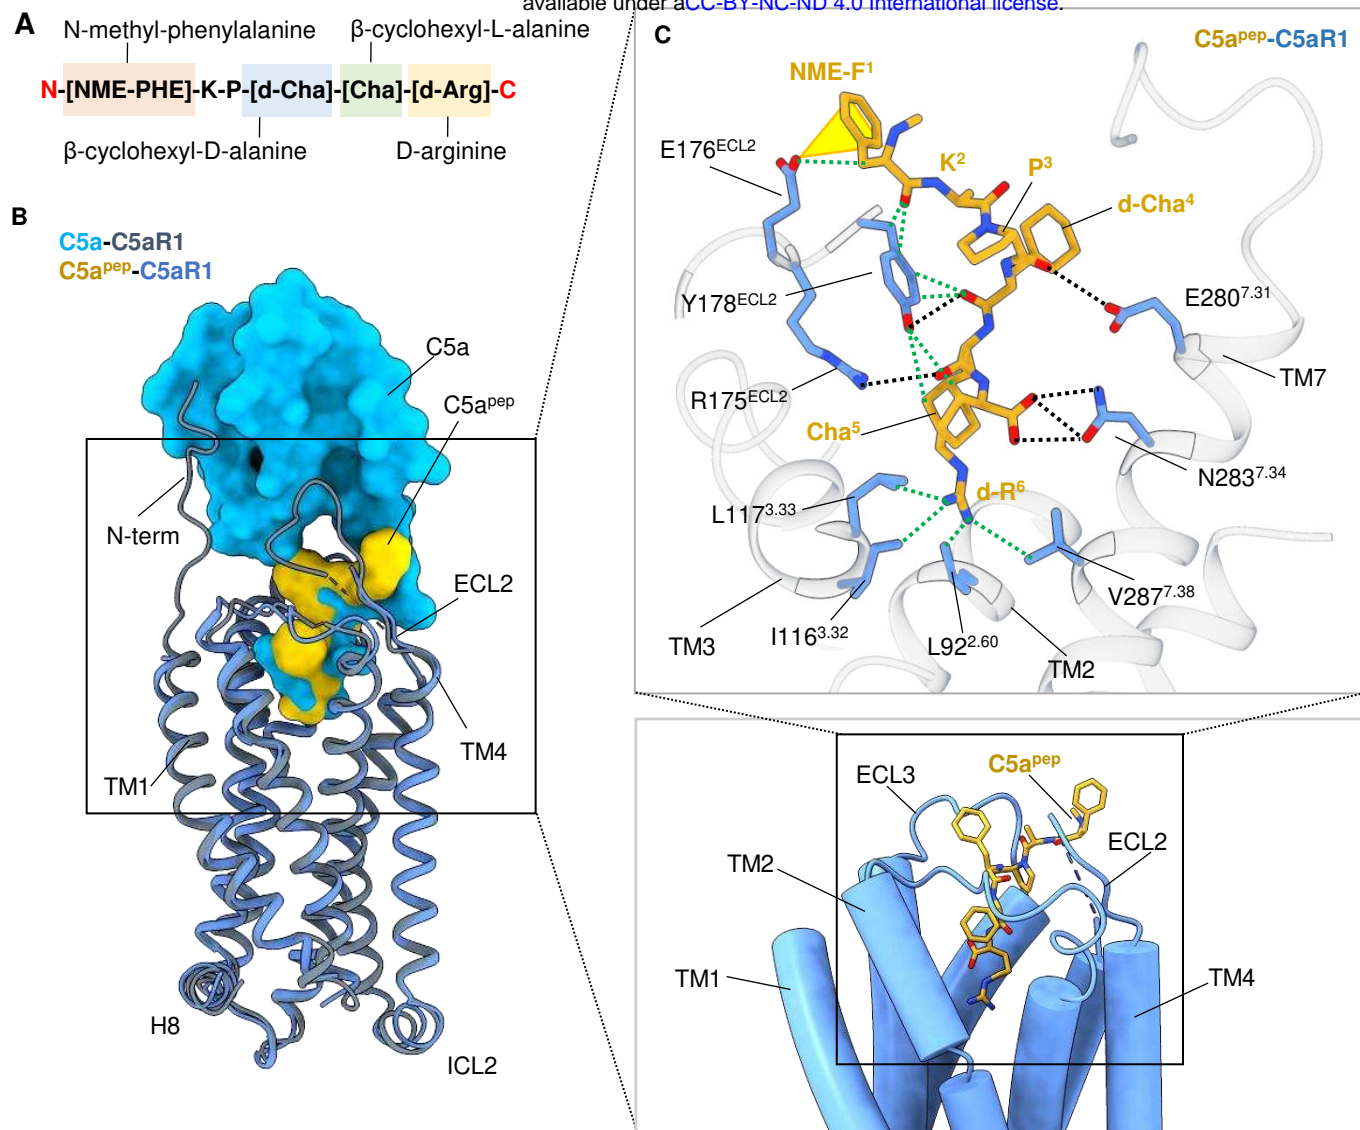 available under aCC-BY-NC-ND 4.0 International license.
A
N-methyl-phenylalanine
β-cyclohexyl-L-alanine
N-[NME-PHE]-K-P-[d-Cha]-[Cha]-[d-Arg]-C
β-cyclohexyl-D-alanine
D-arginine
B
C5a-C5aR1
C5aᵖᵉᵖ-C5aR1
C5a
C5aᵖᵉᵖ
N-term
ECL2
TM4
TM1
H8
ICL2
C
C5aᵖᵉᵖ-C5aR1
NME-F¹
E176ECL2
K²
P³
d-Cha⁴
Y178ECL2
E2807.31
TM7
R175ECL2
Cha⁵
N2837.34
d-R⁶
L1173.33
V2877.38
I1163.32
L922.60
TM3
TM2
C5aᵖᵉᵖ
ECL3
ECL2
TM2
TM1
TM4